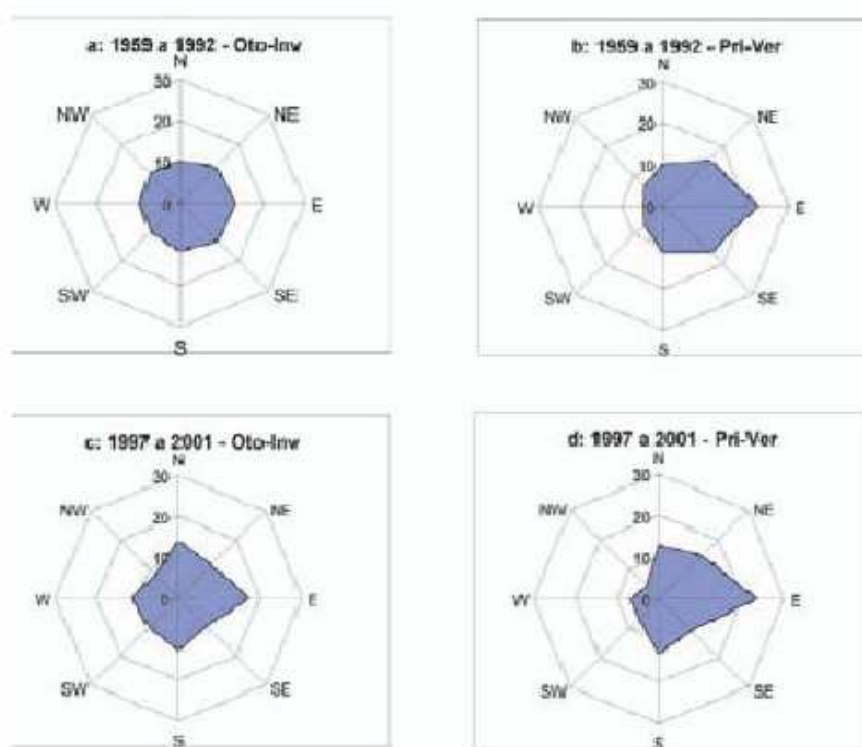 a: 1959 a 1992 - Oto-Inv
N
30
NW
NE
20
10
W
0
E
SW
SE
S
b: 1959 a 1992 - Pri-Ver
N
30
NW
NE
20
10
W
0
E
SW
SE
S
c: 1997 a 2001 - Oto-Inv
N
30
NW
NE
20
10
W
0
E
SW
SE
S
d: 1997 a 2001 - Pri-Ver
N
30
NW
NE
20
10
W
0
E
SW
SE
S